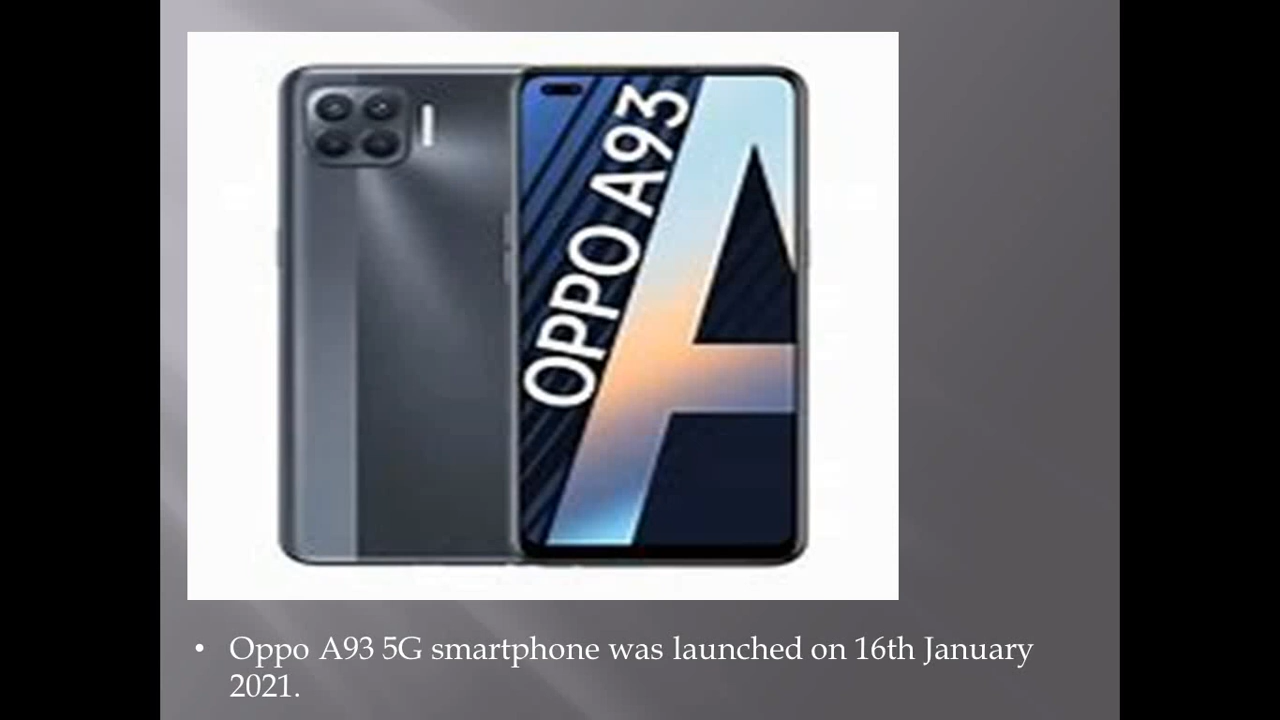 OPPO A93
• Oppo A93 5G smartphone was launched on 16th January
2021.